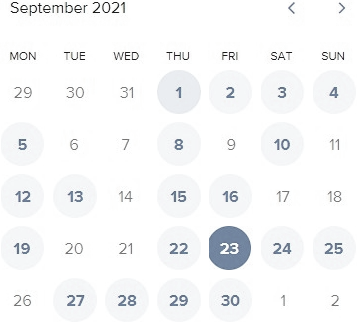 September 2021
MON TUE WED THU FRI SAT SUN
29 30 31 1 2 3 4
5 6 7 8 9 10 11
12 13 14 15 16 17 18
19 20 21 22 23 24 25
26 27 28 29 30 1 2